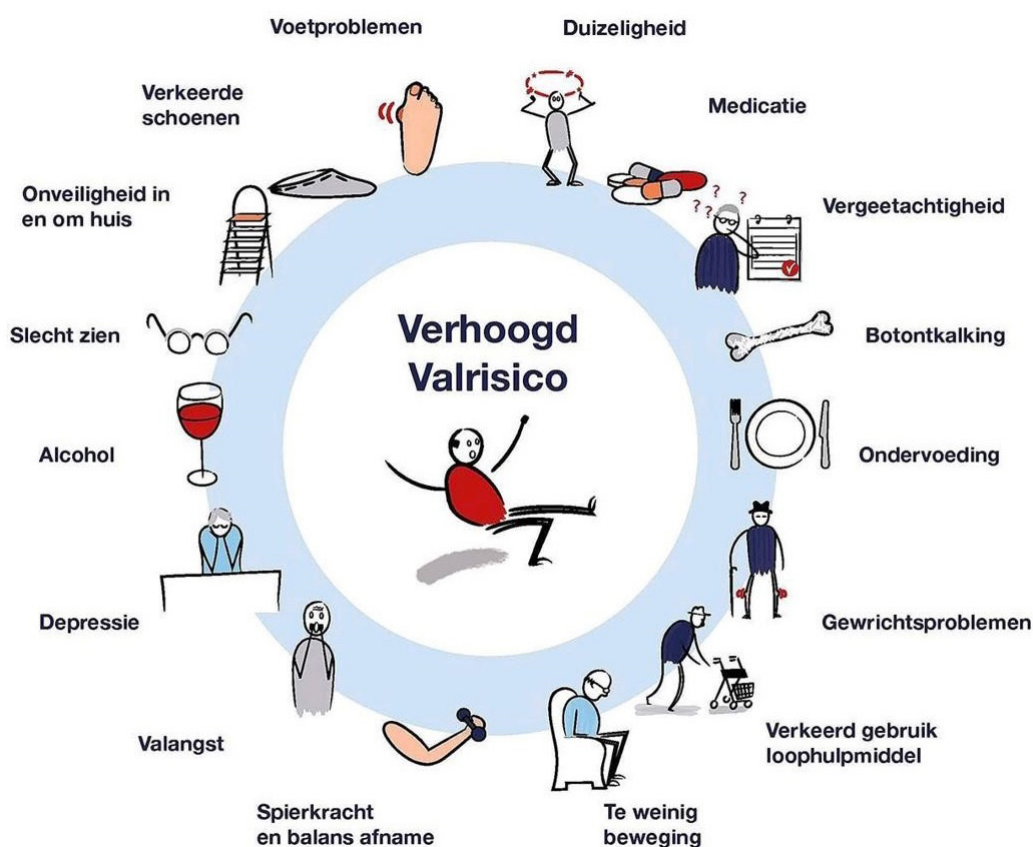 Voetproblemen
Duizeligheid
Verkeerde
schoenen
Medicatie
Onveiligheid in
en om huis
Vergeetachtigheid
Verhoogd
Valrisico
Slecht zien
Botontkalking
Alcohol
Ondervoeding
Depressie
Gewrichtsproblemen
Valangst
Verkeerd gebruik
loophulpmiddel
Spierkracht
en balans afname
Te weinig
beweging